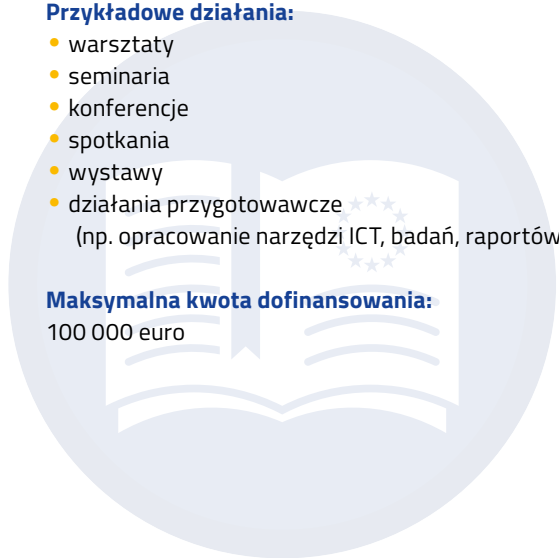 Przykładowe działania:
• warsztaty
• seminaria
• konferencje
• spotkania
• wystawy
• działania przygotowawcze
(np. opracowanie narzędzi ICT, badań, raportów
Maksymalna kwota dofinansowania:
100 000 euro